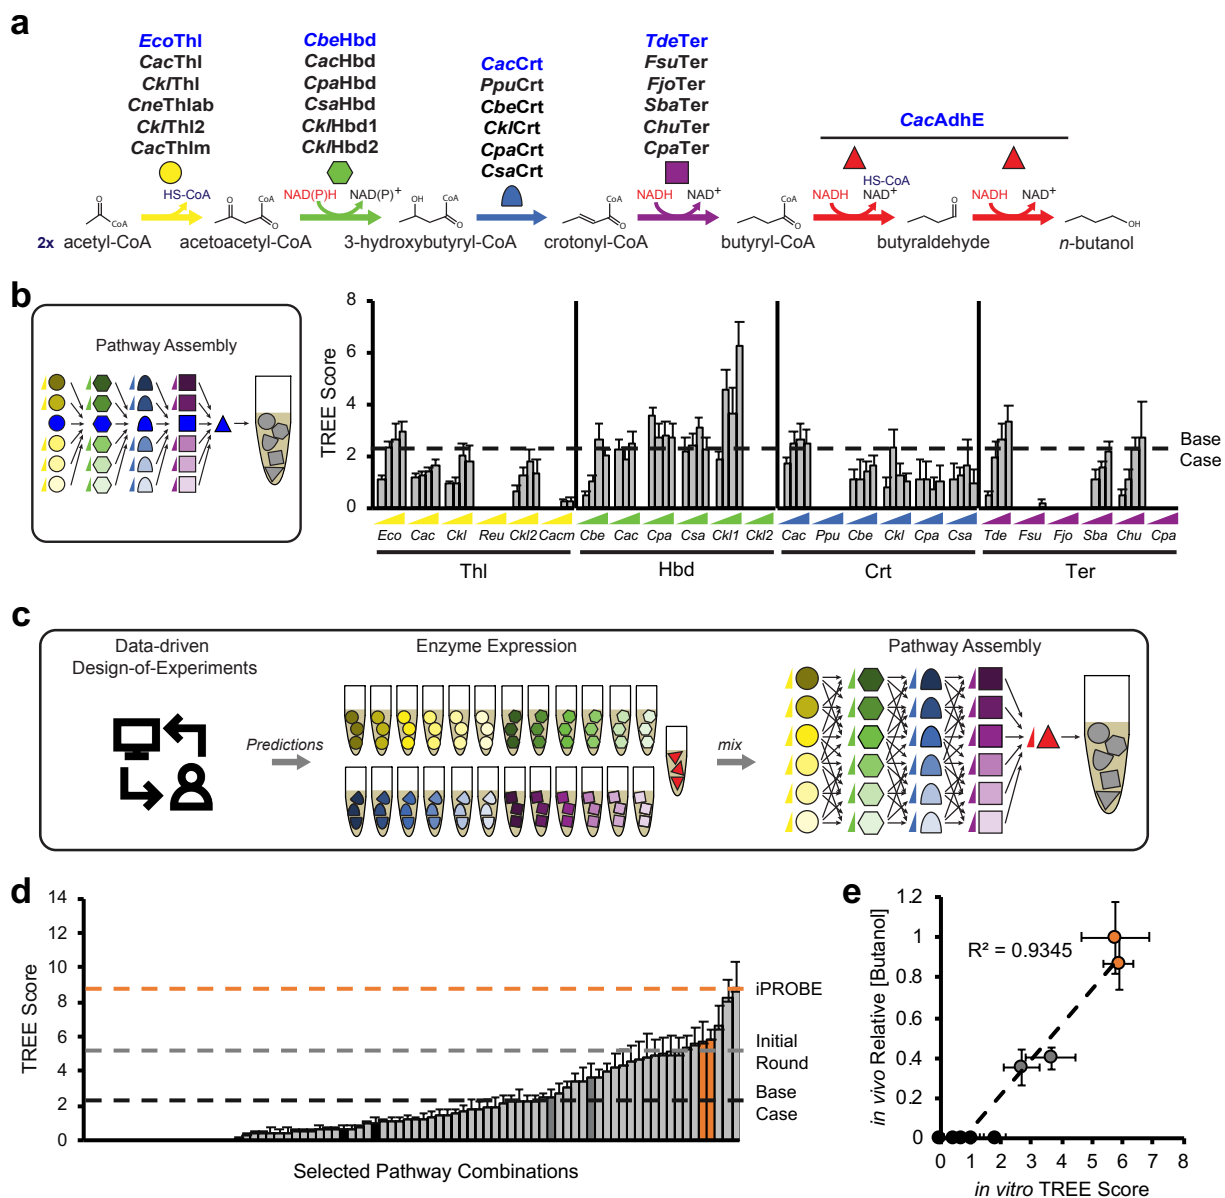 a
EcoThl
CacThl
CklThl
CneThlab
CklThl2
CacThlm
CbeHbd
CacHbd
CpaHbd
CsaHbd
CklHbd1
CklHbd2
CacCrt
PpuCrt
CbeCrt
CklCrt
CpaCrt
CsaCrt
TdeTer
FsuTer
FjoTer
SbaTer
ChuTer
CpaTer
CacAdhE
HS-CoA
NAD(P)H
NAD(P)+
NADH
NAD+
NADH
HS-CoA
NAD+
NADH
NAD+
O
CoA
O
O
CoA
OH
O
CoA
O
CoA
O
CoA
O
O
OH
2x acetyl-CoA
acetoacetyl-CoA
3-hydroxybutyryl-CoA
crotonyl-CoA
butyryl-CoA
butyraldehyde
n-butanol
b
Pathway Assembly
TREE Score
8
6
4
2
0
Base
Case
Eco Cac Ckl Reu Ckl2 Cacm Cbe Cac Cpa Csa Ckl1 Ckl2 Cac Ppu Cbe Ckl Cpa Csa Tde Fsu Fjo Sba Chu Cpa
Thl Hbd Crt Ter
c
Data-driven
Design-of-Experiments
Enzyme Expression
Pathway Assembly
Predictions
mix
d
TREE Score
14
12
10
8
6
4
2
0
iPROBE
Initial
Round
Base
Case
Selected Pathway Combinations
e
in vivo Relative [Butanol]
1.2
1
0.8
0.6
0.4
0.2
0
R² = 0.9345
0 1 2 3 4 5 6 7 8
in vitro TREE Score